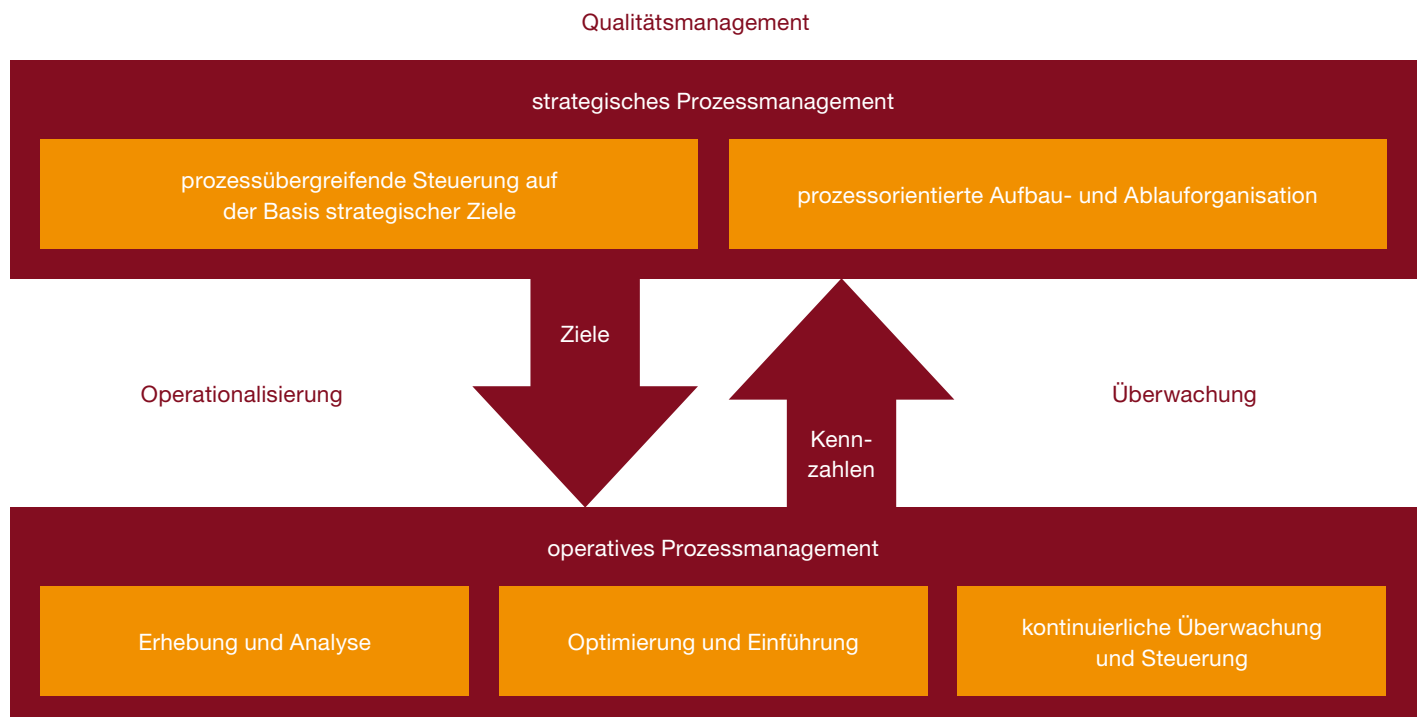 Qualitätsmanagement
strategisches Prozessmanagement
prozessübergreifende Steuerung auf
der Basis strategischer Ziele
prozessorientierte Aufbau- und Ablauforganisation
Ziele
Operationalisierung
Überwachung
Kenn-
zahlen
operatives Prozessmanagement
Erhebung und Analyse
Optimierung und Einführung
kontinuierliche Überwachung
und Steuerung